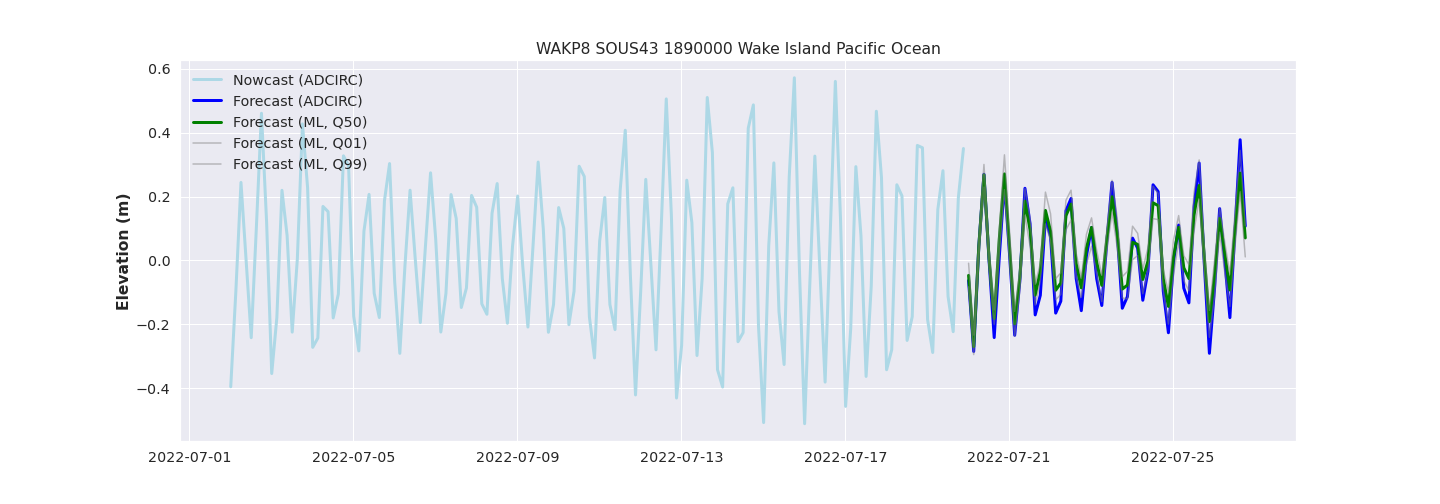 WAKP8 SOUS43 1890000 Wake Island Pacific Ocean
Elevation (m)
0.6
0.4
0.2
0.0
−0.2
−0.4
Nowcast (ADCIRC)
Forecast (ADCIRC)
Forecast (ML, Q50)
Forecast (ML, Q01)
Forecast (ML, Q99)
2022-07-01 2022-07-05 2022-07-09 2022-07-13 2022-07-17 2022-07-21 2022-07-25